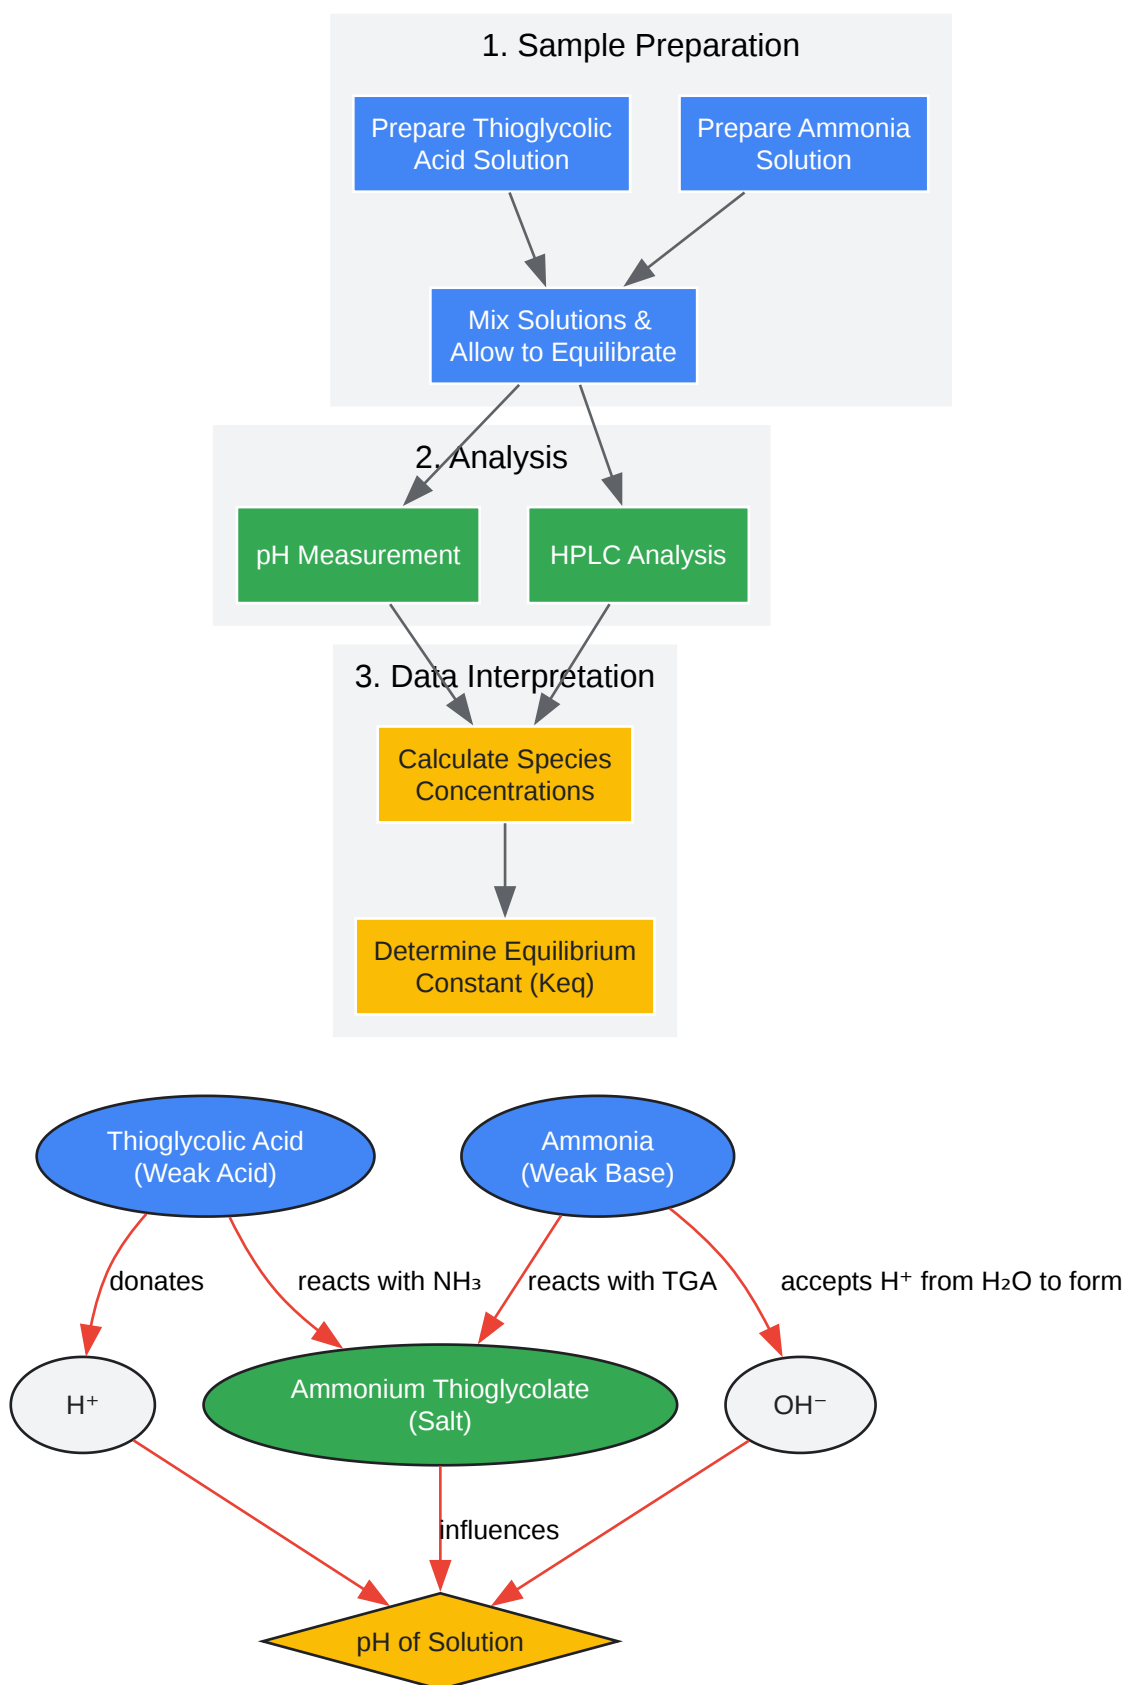 1. Sample Preparation
Prepare Thioglycolic
Acid Solution
Prepare Ammonia
Solution
Mix Solutions &
Allow to Equilibrate
2. Analysis
pH Measurement
HPLC Analysis
3. Data Interpretation
Calculate Species
Concentrations
Determine Equilibrium
Constant (Keq)
Thioglycolic Acid
(Weak Acid)
Ammonia
(Weak Base)
donates
reacts with NH₃
reacts with TGA
accepts H⁺ from H₂O to form
H⁺
Ammonium Thioglycolate
(Salt)
OH⁻
influences
pH of Solution